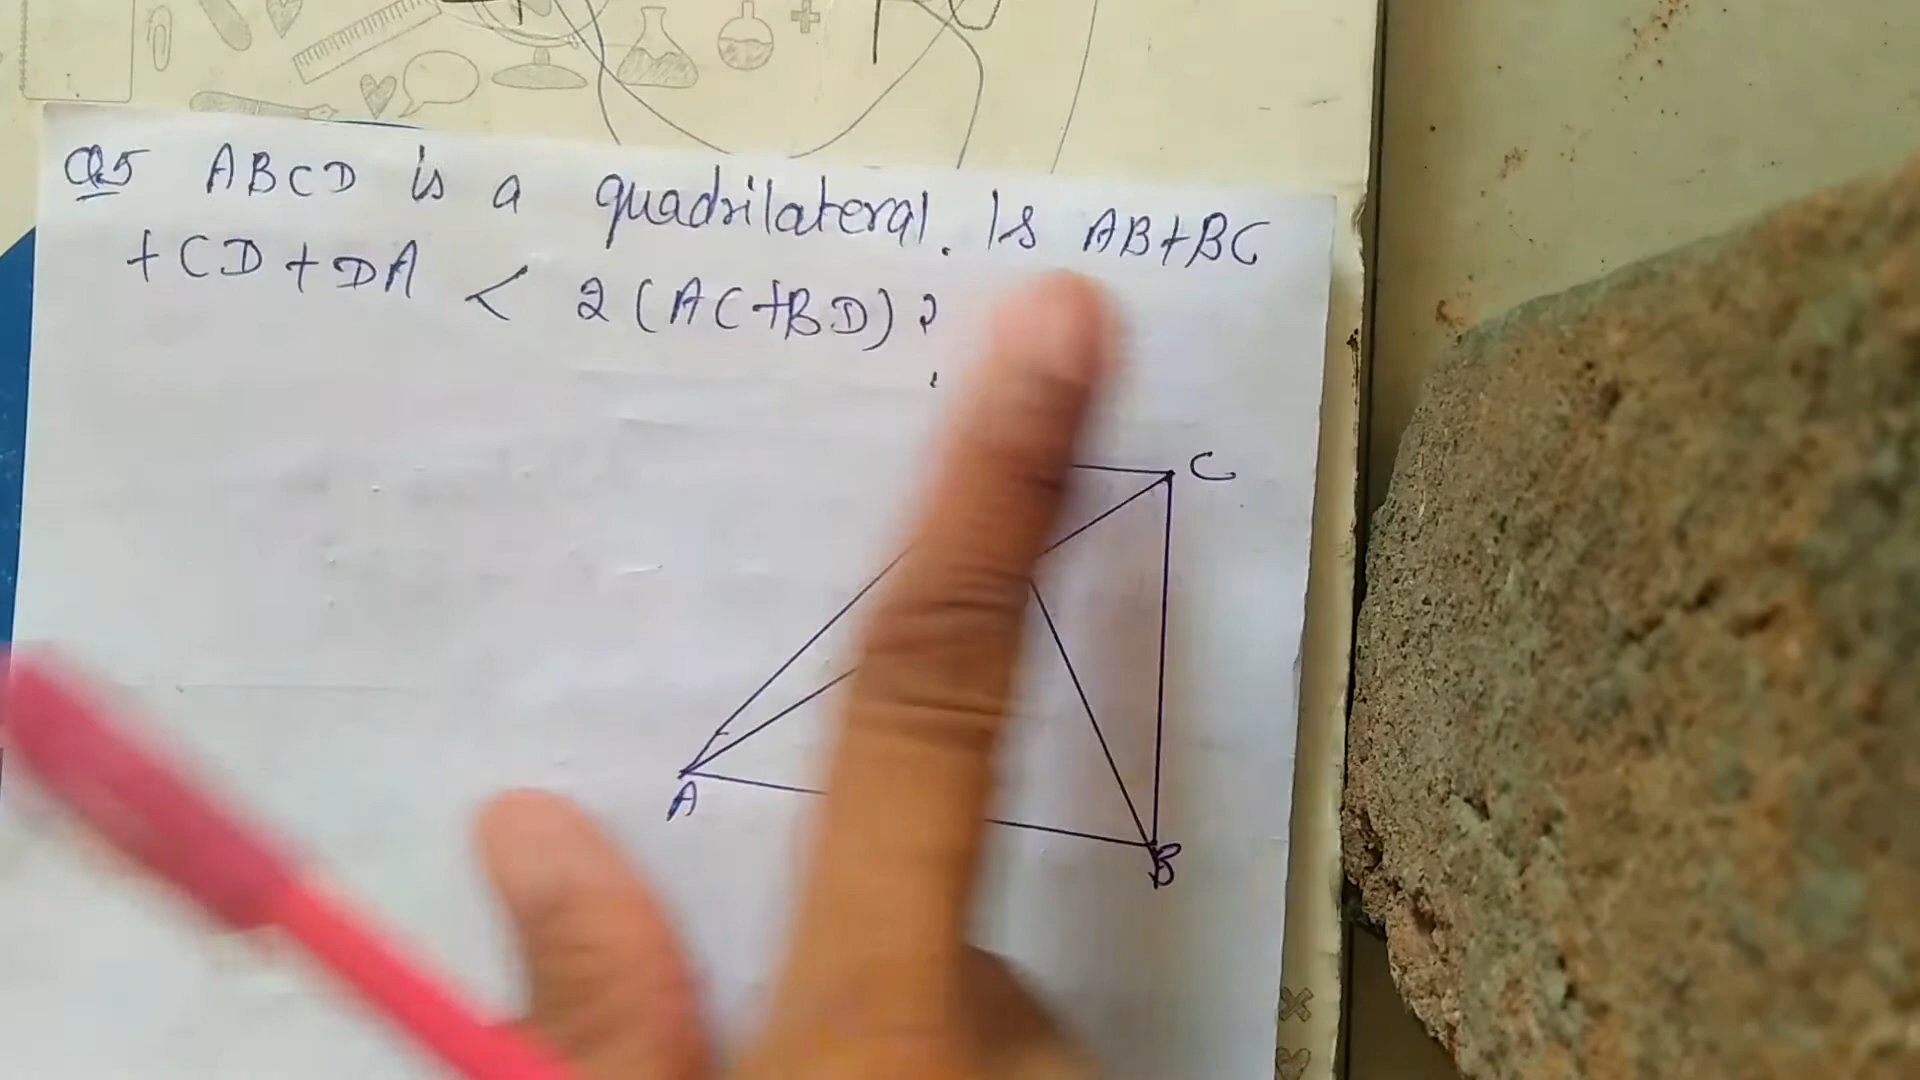 Q5 ABCD is a quadrilateral. Is AB+BC
+CD+DA < 2(AC+BD)?
C
A
B